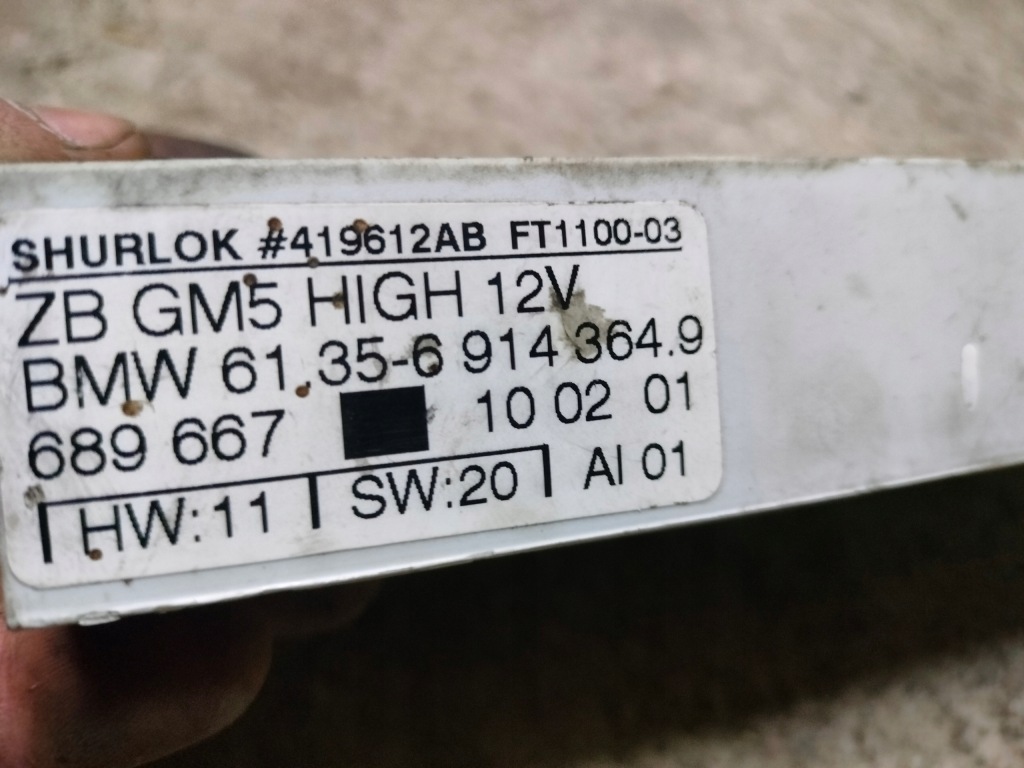 SHURLOK #419612AB FT1100-03
ZB GM5 HIGH 12V
BMW 61.35-6 914 364.9
689 667 10 02 01
HW:11 SW:20 AI 01